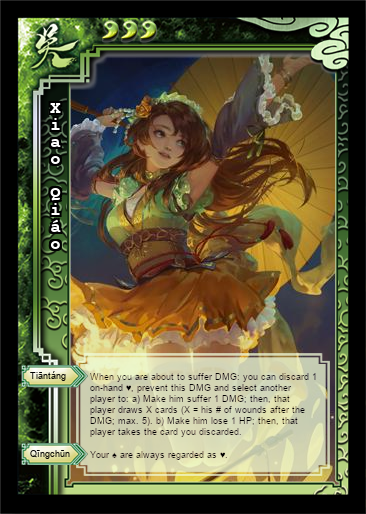 吳
Xiao Qiáo
Tiāntáng
When you are about to suffer DMG: you can discard 1
on-hand ♥, prevent this DMG and select another
player to: a) Make him suffer 1 DMG; then, that
player draws X cards (X = his # of wounds after the
DMG; max. 5). b) Make him lose 1 HP; then, that
player takes the card you discarded.
Qīngchūn
Your ♠ are always regarded as ♥.